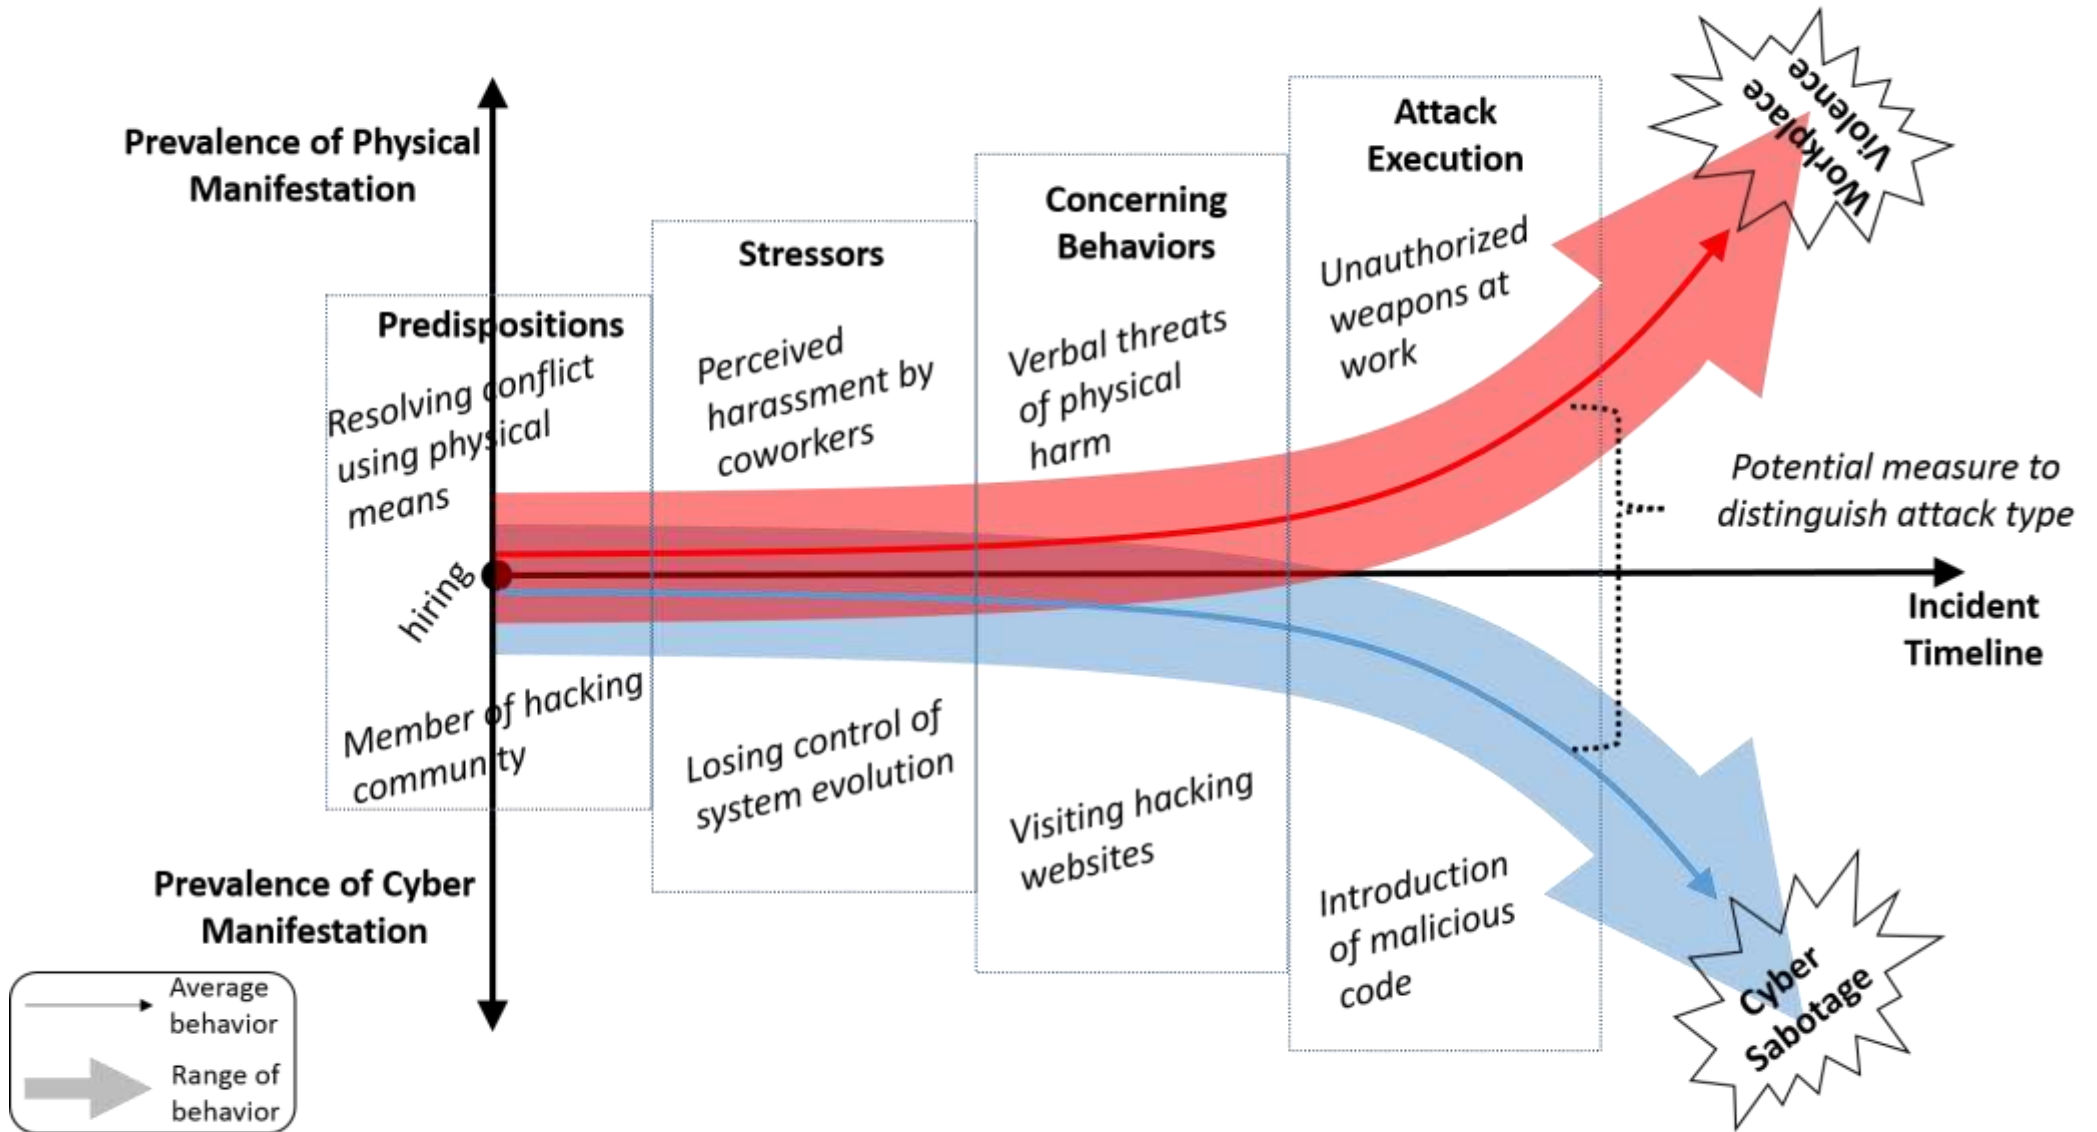 Prevalence of Physical
Manifestation
Predispositions
Resolving conflict
using physical
means
hiring
Member of hacking
community
Stressors
Perceived
harassment by
coworkers
Losing control of
system evolution
Concerning
Behaviors
Verbal threats
of physical
harm
Visiting hacking
websites
Attack
Execution
Unauthorized
weapons at
work
Introduction
of malicious
code
Workplace
Violence
Potential measure to
distinguish attack type
Incident
Timeline
Cyber
Sabotage
Prevalence of Cyber
Manifestation
Average
behavior
Range of
behavior